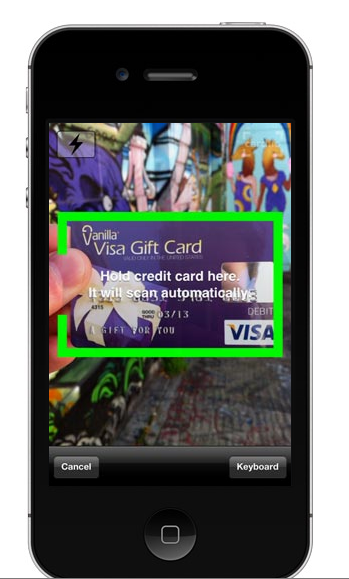 Vanilla
Visa Gift Card
VALID ONLY IN THE UNITED STATES
Hold credit card here.
It will scan automatically.
4315
GOOD
THRU
03/13
DEBIT
A GIFT FOR YOU
VISA
Cancel
Keyboard